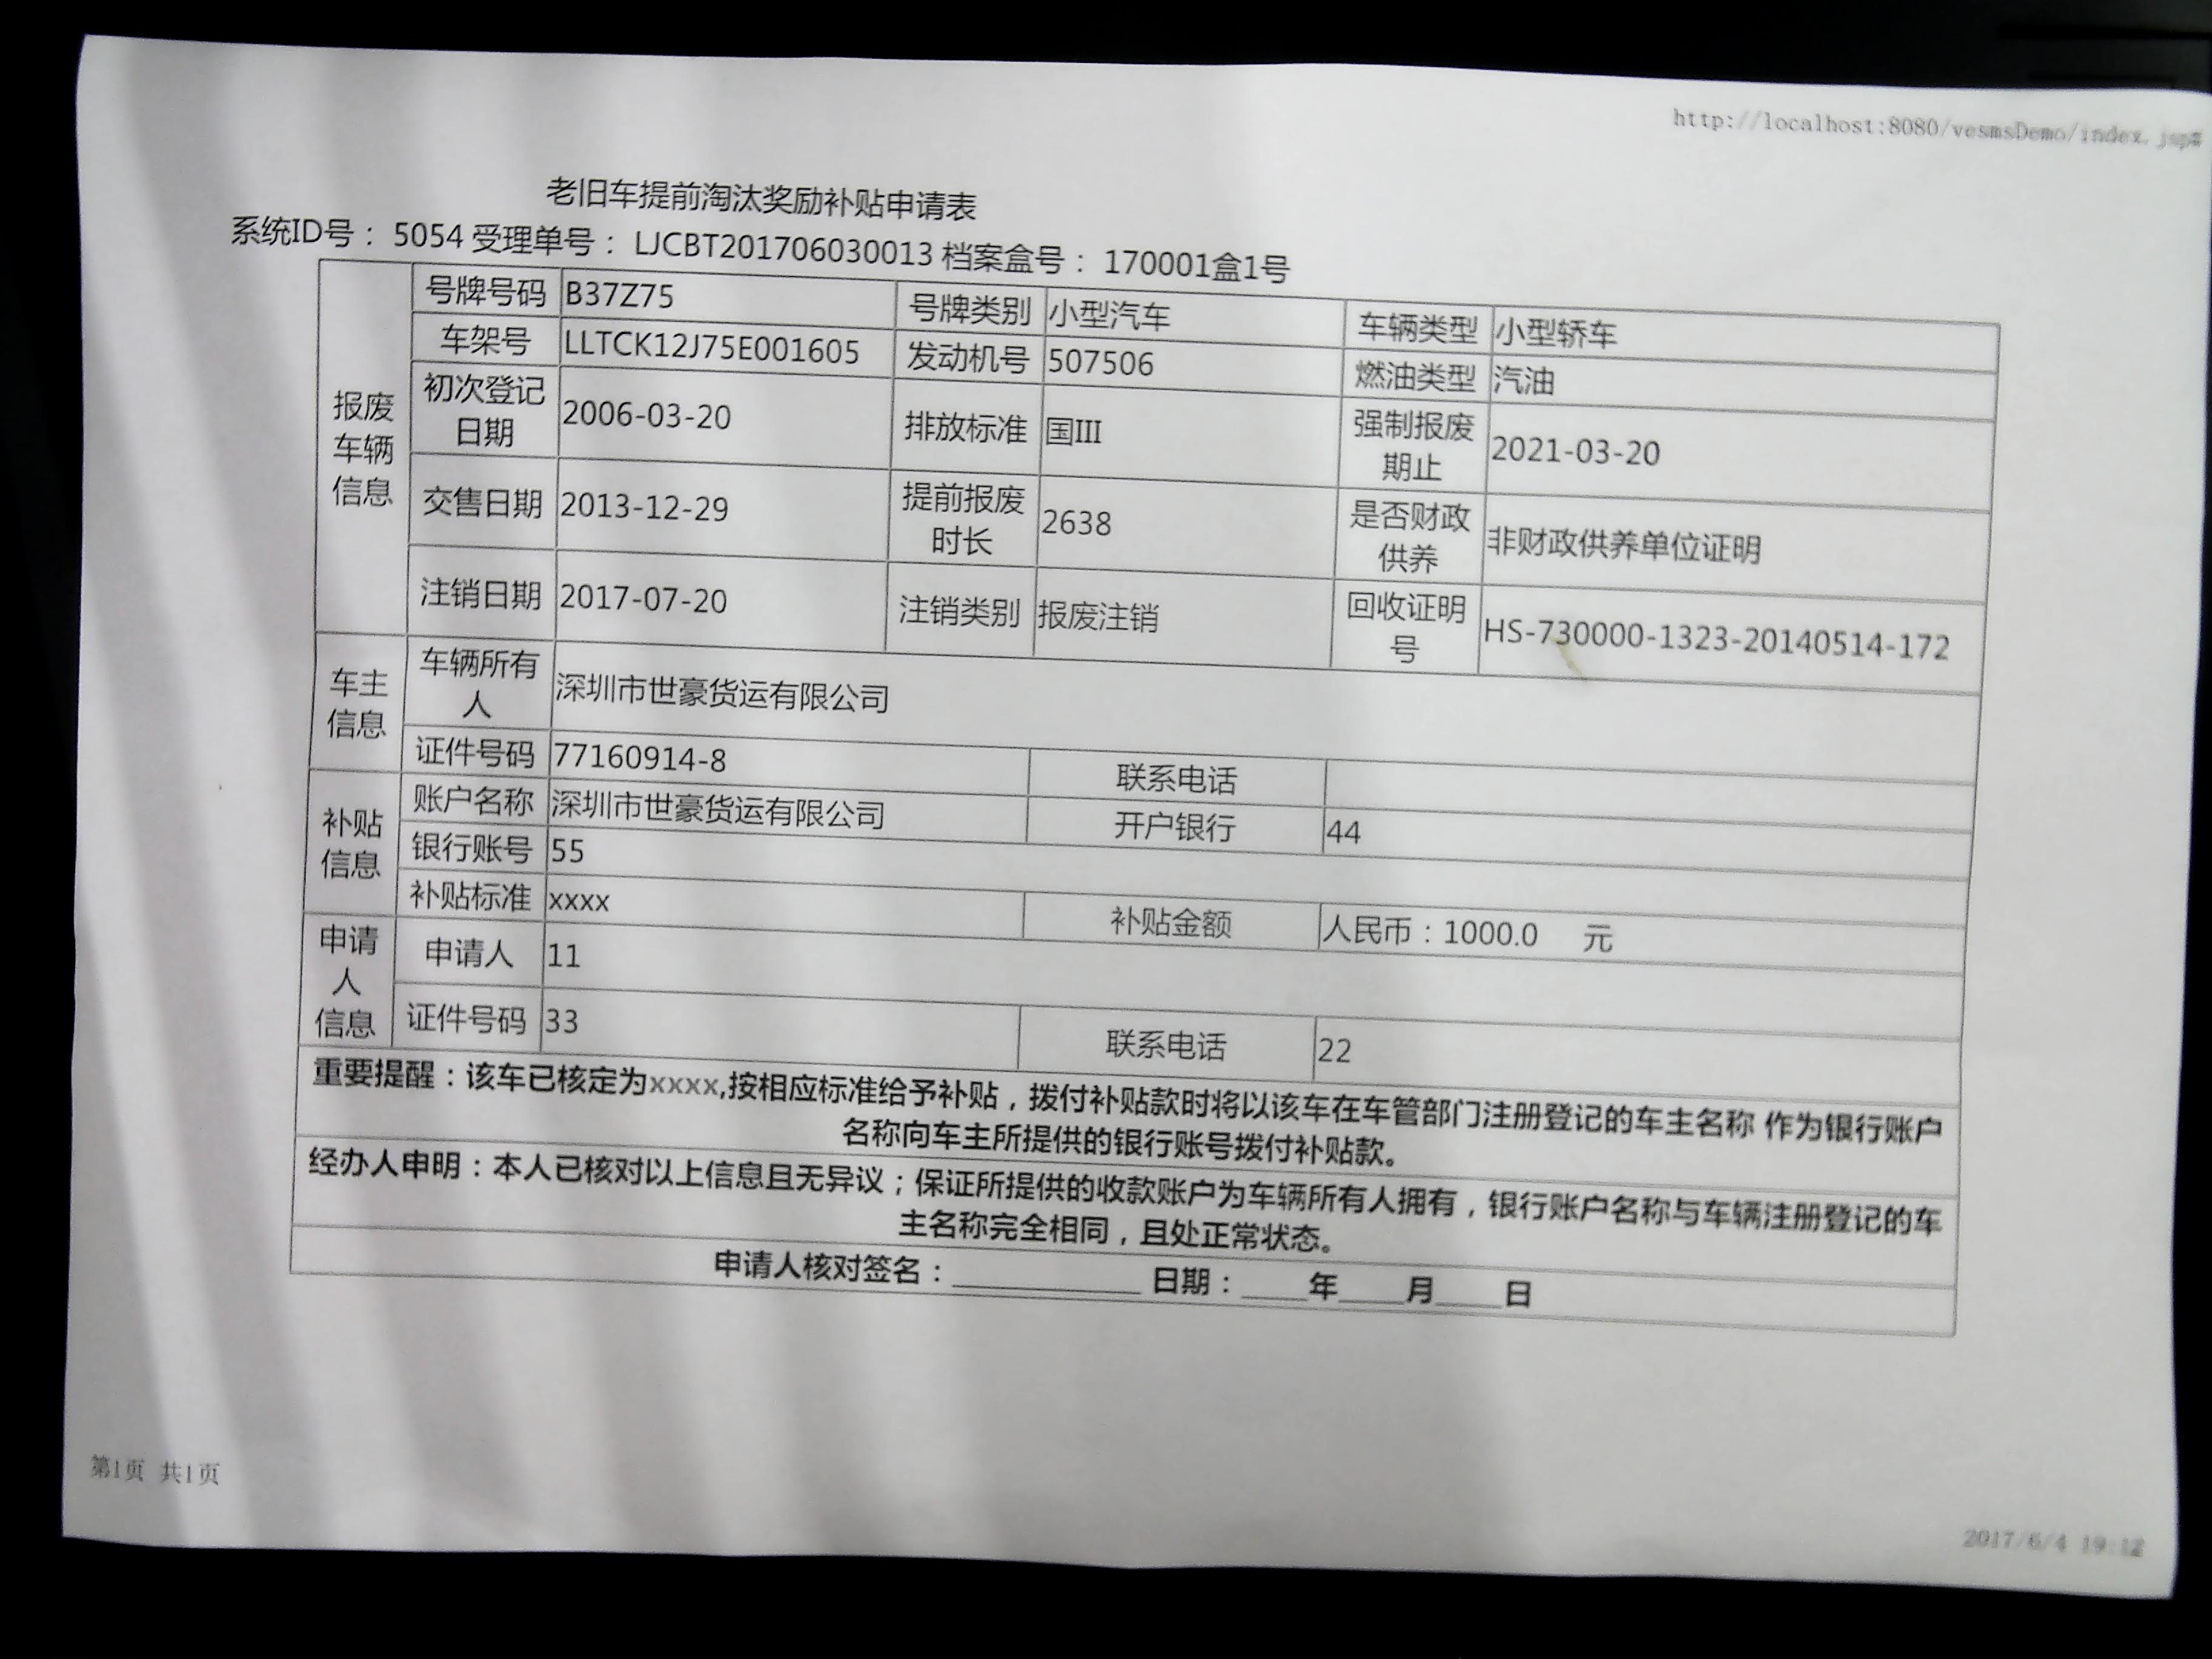 http://localhost:8080/vesmsDemo/index.jsp#
老旧车提前淘汰奖励补贴申请表
系统ID号： 5054 受理单号： LJCBT201706030013 档案盒号： 170001盒1号
报废车辆信息
号牌号码 B37Z75 号牌类别 小型汽车 车辆类型 小型轿车
车架号 LLTCK12J75E001605 发动机号 507506 燃油类型 汽油
初次登记日期 2006-03-20 排放标准 国III 强制报废期止 2021-03-20
交售日期 2013-12-29 提前报废时长 2638 是否财政供养 非财政供养单位证明
注销日期 2017-07-20 注销类别 报废注销 回收证明号 HS-730000-1323-20140514-172
车主信息
车辆所有人 深圳市世豪货运有限公司
证件号码 77160914-8 联系电话
补贴信息
账户名称 深圳市世豪货运有限公司 开户银行 44
银行账号 55
补贴标准 xxxx 补贴金额 人民币：1000.0 元
申请人信息
申请人 11
证件号码 33 联系电话 22
重要提醒：该车已核定为xxxx,按相应标准给予补贴，拨付补贴款时将以该车在车管部门注册登记的车主名称 作为银行账户
名称向车主所提供的银行账号拨付补贴款。
经办人申明：本人已核对以上信息且无异议；保证所提供的收款账户为车辆所有人拥有，银行账户名称与车辆注册登记的车
主名称完全相同，且处正常状态。
申请人核对签名：____________ 日期：____年____月____日
第1页 共1页
2017/6/4 19:12